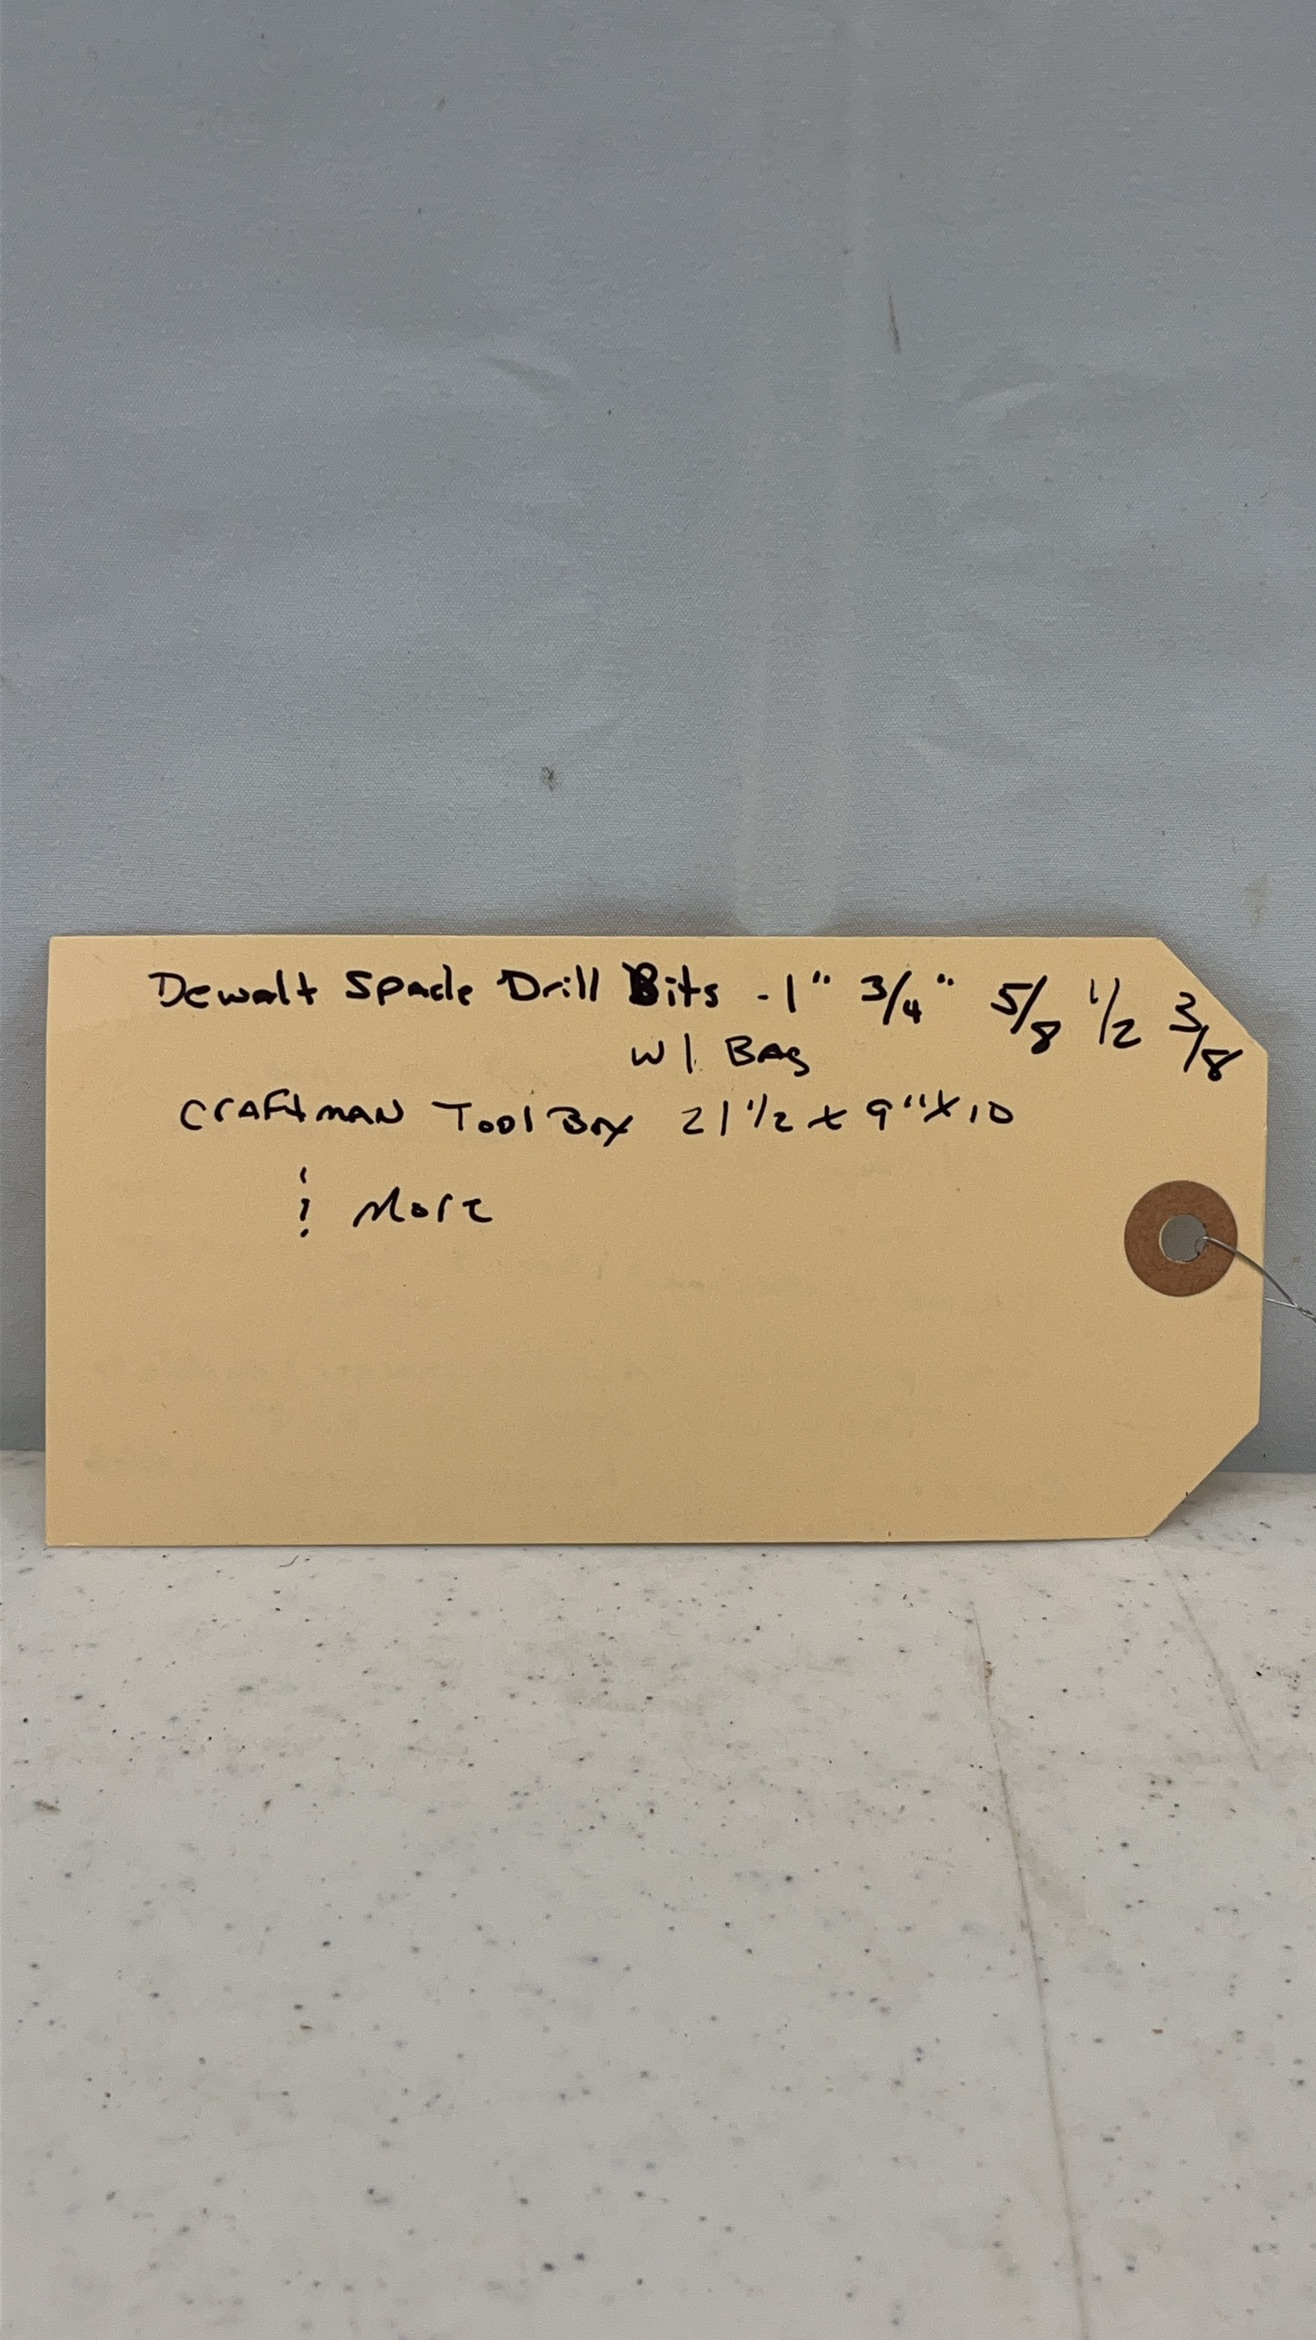 Dewalt Spade Drill Bits - 1" 3/4" 5/8 1/2 3/8
w/ Bag
CRAFtMAN Tool Box 21 1/2 x 9" x 10
& More